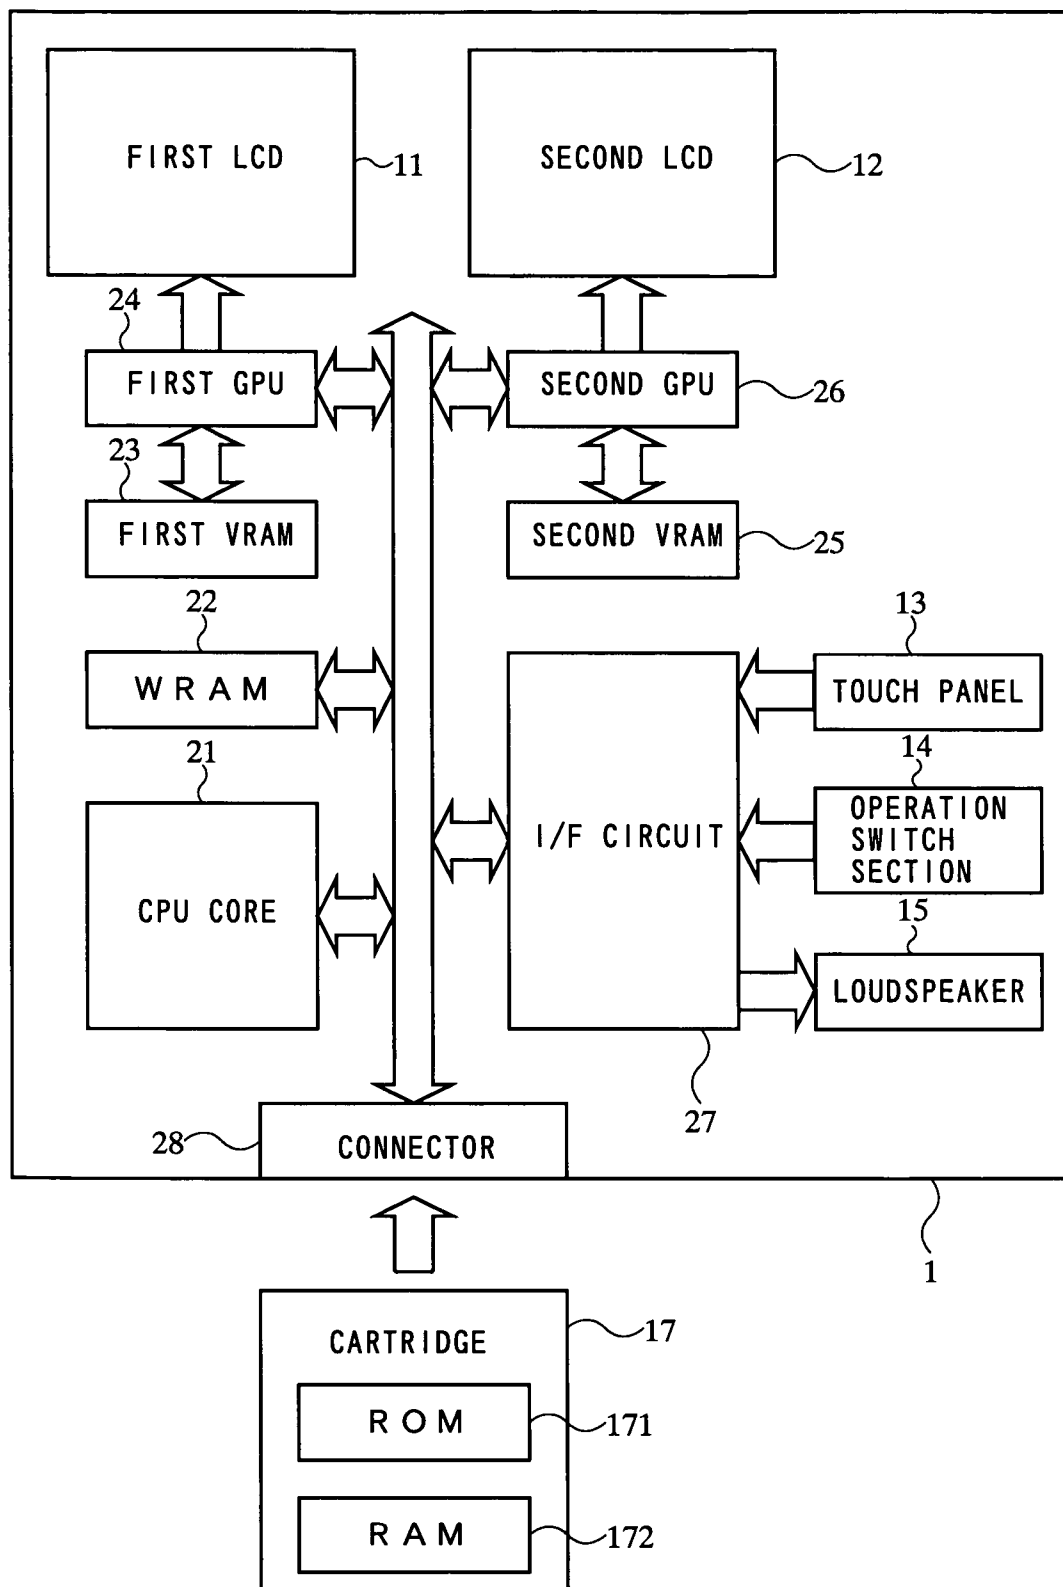 FIRST LCD
11
SECOND LCD
12
24
FIRST GPU
SECOND GPU
26
23
FIRST VRAM
SECOND VRAM
25
22
WRAM
13
TOUCH PANEL
21
CPU CORE
I/F CIRCUIT
14
OPERATION
SWITCH
SECTION
15
LOUDSPEAKER
27
28
CONNECTOR
1
17
CARTRIDGE
ROM
171
RAM
172